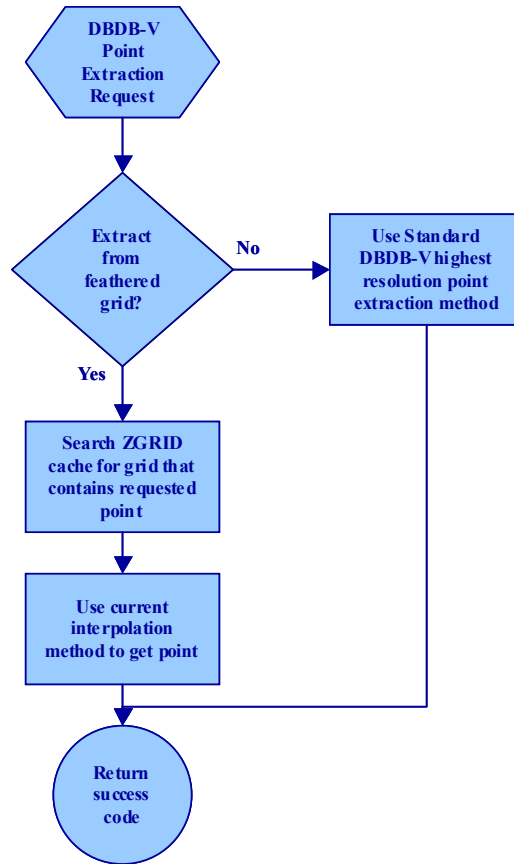 DBDB-V
Point
Extraction
Request
Extract
from
feathered
grid?
No
Use Standard
DBDB-V highest
resolution point
extraction method
Yes
Search ZGRID
cache for grid that
contains requested
point
Use current
interpolation
method to get point
Return
success
code